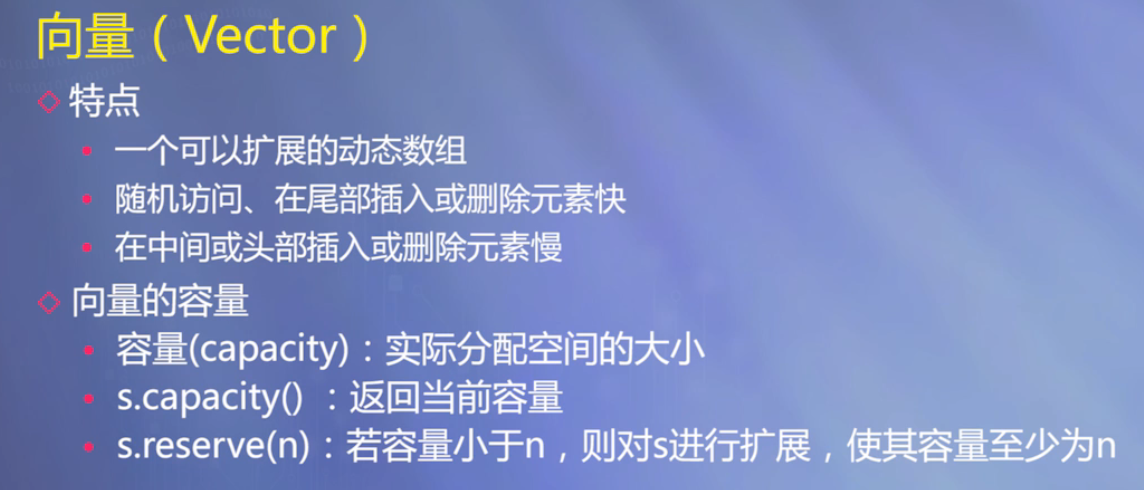 向量（Vector）
特点
一个可以扩展的动态数组
随机访问、在尾部插入或删除元素快
在中间或头部插入或删除元素慢
向量的容量
容量(capacity)：实际分配空间的大小
s.capacity() ：返回当前容量
s.reserve(n)：若容量小于n，则对s进行扩展，使其容量至少为n